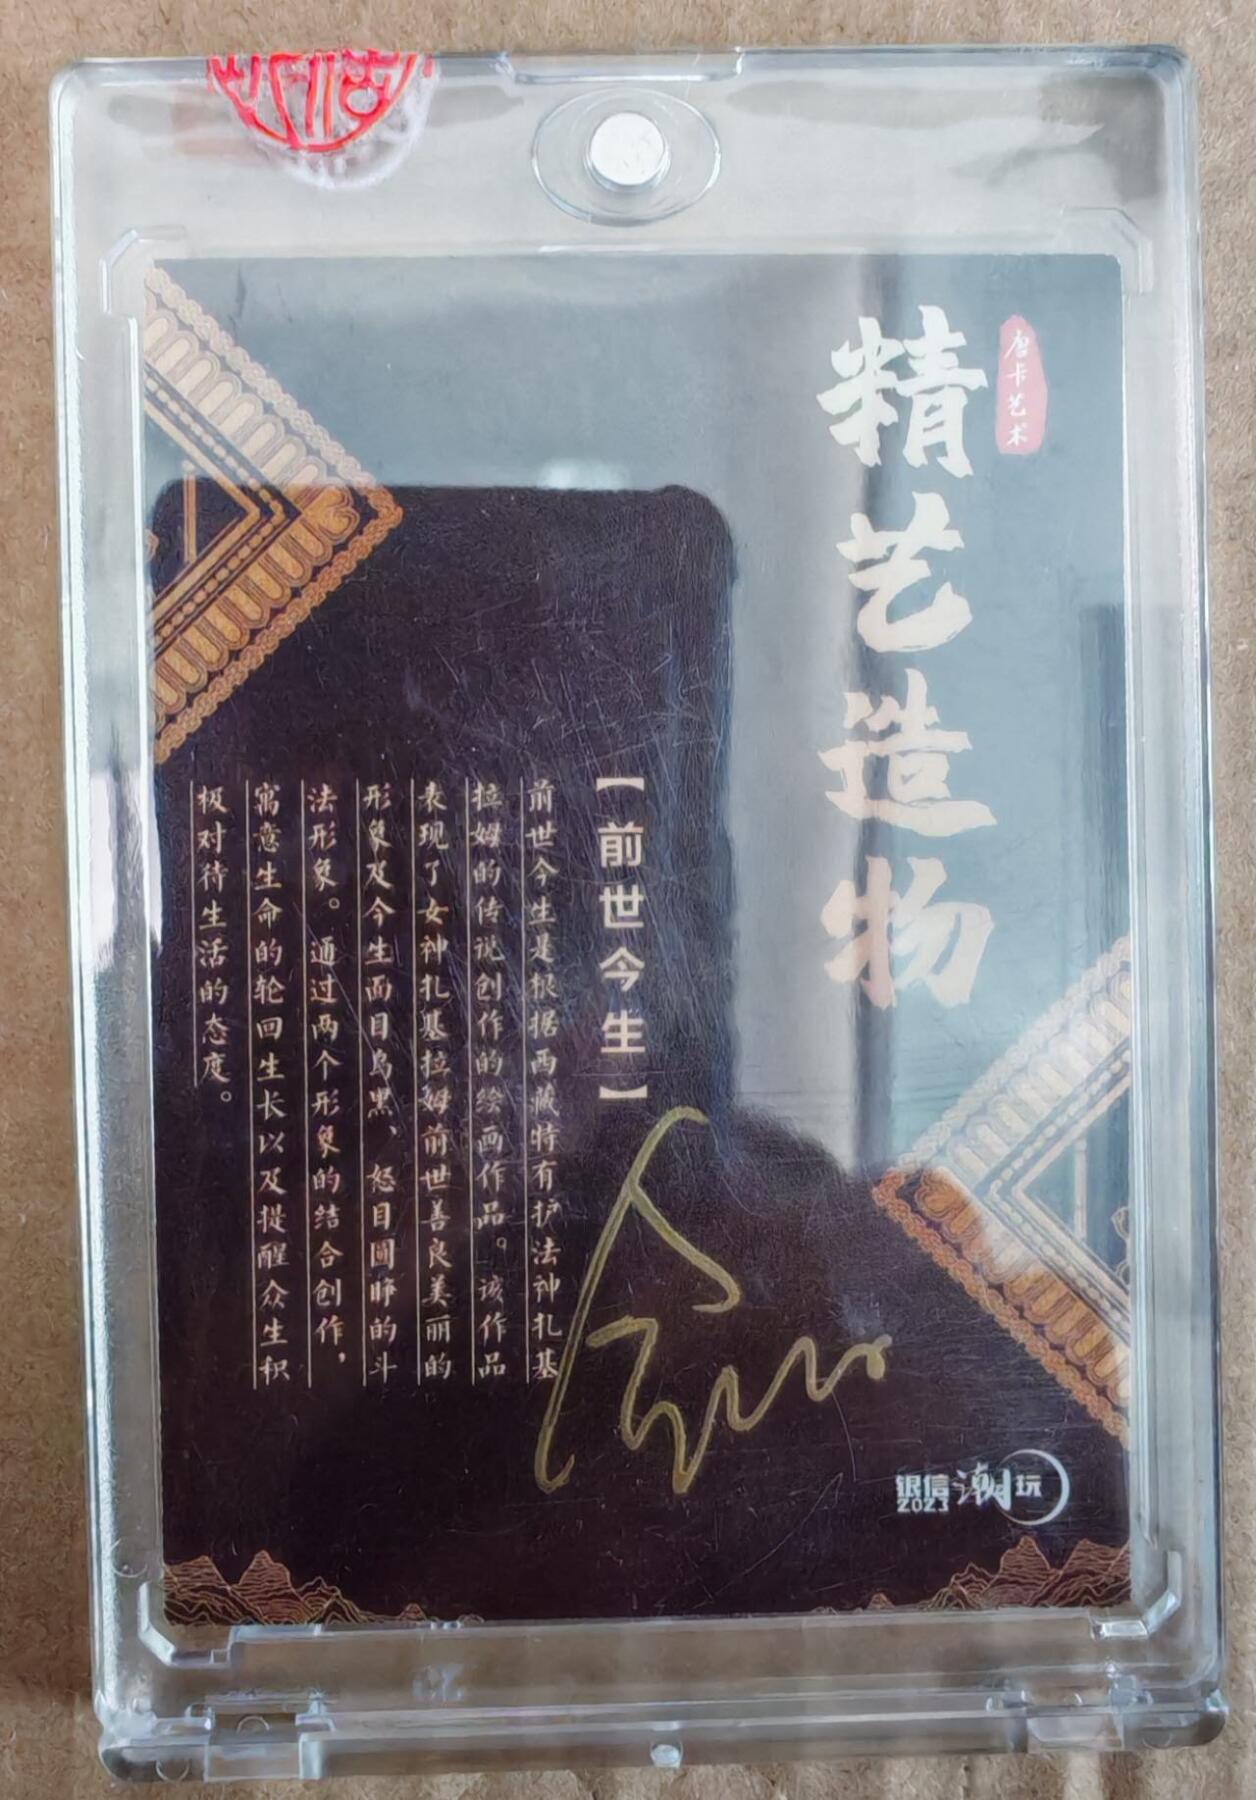 唐卡艺术
精艺造物
【前世今生】
前世今生是根据西藏特有护法神扎基
拉姆的传说创作的绘画作品。该作品
表现了女神扎基拉姆前世善良美丽的
形象及今生面目乌黑、怒目圆睁的斗
法形象。通过两个形象的结合创作，
寓意生命的轮回生长以及提醒众生积
极对待生活的态度。
银信潮玩
2023